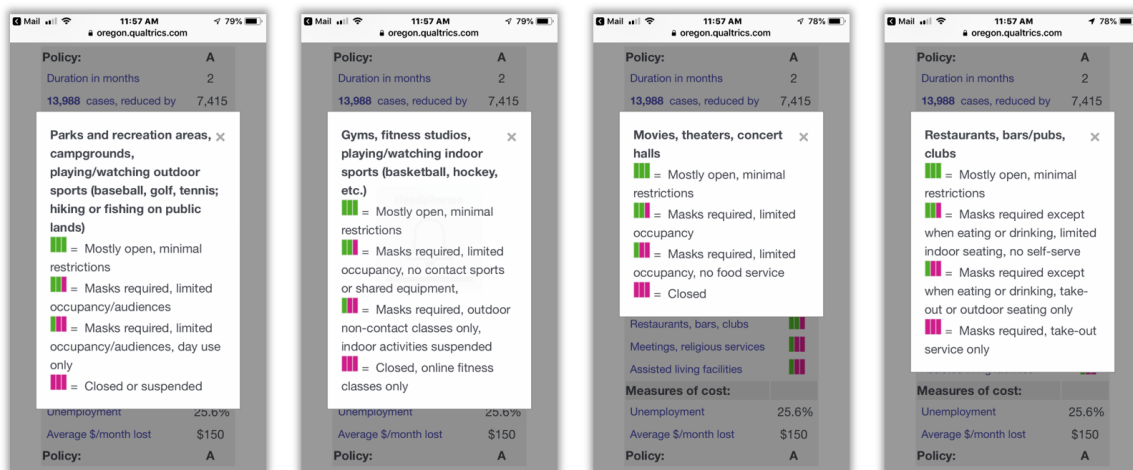 Mail 11:57 AM 79%
oregon.qualtrics.com
Policy: A
Duration in months 2
13,988 cases, reduced by 7,415
Parks and recreation areas, ×
campgrounds,
playing/watching outdoor
sports (baseball, golf, tennis;
hiking or fishing on public
lands)
= Mostly open, minimal
restrictions
= Masks required, limited
occupancy/audiences
= Masks required, limited
occupancy/audiences, day use
only
= Closed or suspended
Unemployment 25.6%
Average $/month lost $150
Policy: A
Mail 11:57 AM 79%
oregon.qualtrics.com
Policy: A
Duration in months 2
13,988 cases, reduced by 7,415
Gyms, fitness studios, ×
playing/watching indoor
sports (basketball, hockey,
etc.)
= Mostly open, minimal
restrictions
= Masks required, limited
occupancy, no contact sports
or shared equipment,
= Masks required, outdoor
non-contact classes only,
indoor activities suspended
= Closed, online fitness
classes only
Unemployment 25.6%
Average $/month lost $150
Policy: A
Mail 11:57 AM 78%
oregon.qualtrics.com
Policy: A
Duration in months 2
13,988 cases, reduced by 7,415
Movies, theaters, concert ×
halls
= Mostly open, minimal
restrictions
= Masks required, limited
occupancy
= Masks required, limited
occupancy, no food service
= Closed
Restaurants, bars, clubs
Meetings, religious services
Assisted living facilities
Measures of cost:
Unemployment 25.6%
Average $/month lost $150
Policy: A
Mail 11:57 AM 78%
oregon.qualtrics.com
Policy: A
Duration in months 2
13,988 cases, reduced by 7,415
Restaurants, bars/pubs, ×
clubs
= Mostly open, minimal
restrictions
= Masks required except
when eating or drinking, limited
indoor seating, no self-serve
= Masks required except
when eating or drinking, take-
out or outdoor seating only
= Masks required, take-out
service only
Measures of cost:
Unemployment 25.6%
Average $/month lost $150
Policy: A